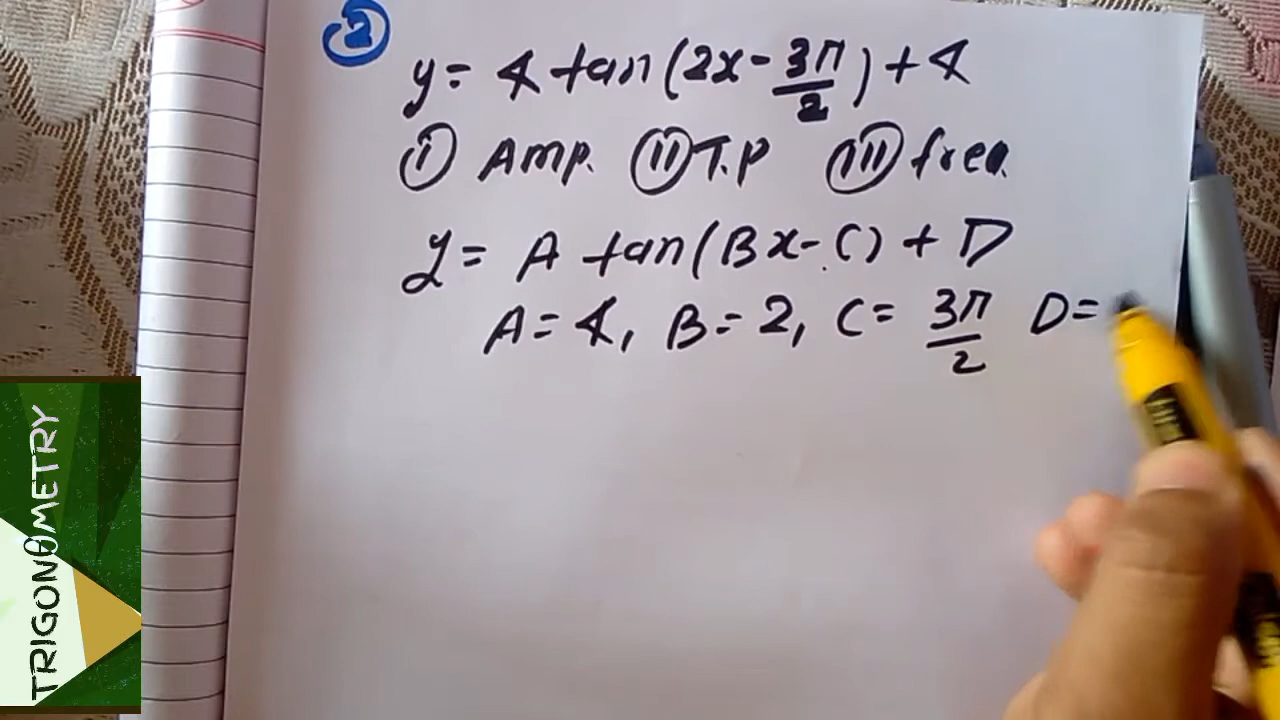 2
y = 4 tan(2x - 3π/2) + 4
(i) Amp. (ii) T.P (iii) freq.
y = A tan(Bx - C) + D
A = 4, B = 2, C = 3π/2 D =
TRIGONOMETRY